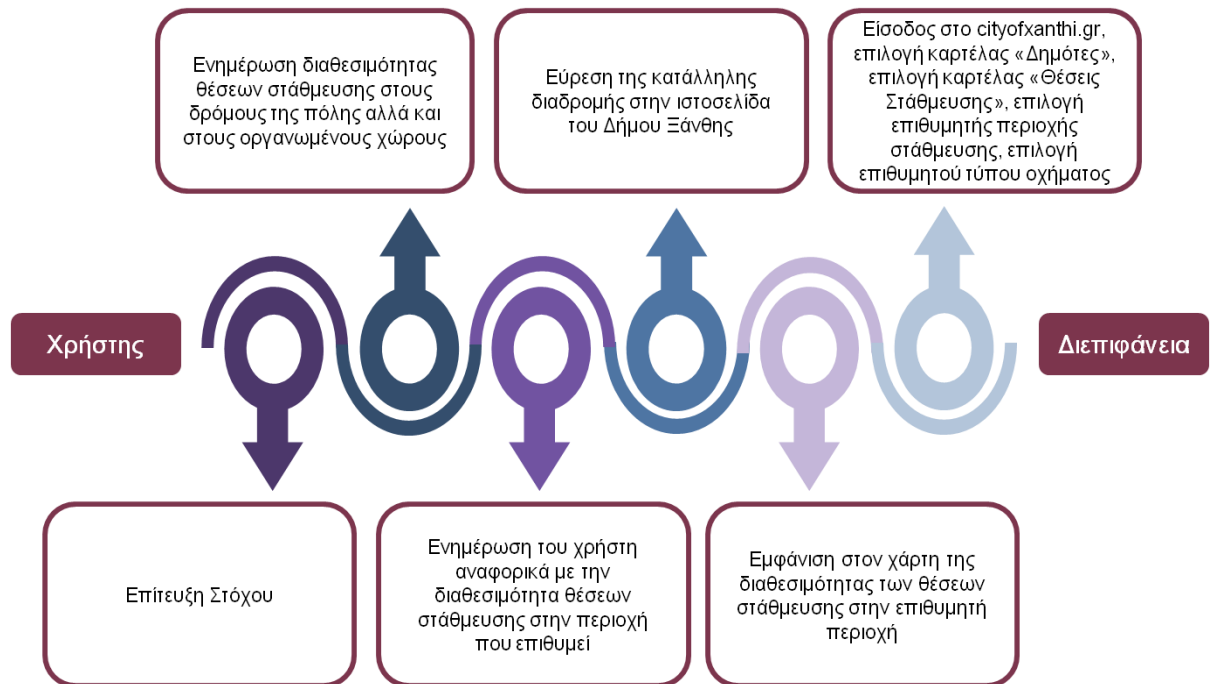 Ενημέρωση διαθεσιμότητας
θέσεων στάθμευσης στους
δρόμους της πόλης αλλά και
στους οργανωμένους χώρους
Εύρεση της κατάλληλης
διαδρομής στην ιστοσελίδα
του Δήμου Ξάνθης
Είσοδος στο cityofxanthi.gr,
επιλογή καρτέλας «Δημότες»,
επιλογή καρτέλας «Θέσεις
Στάθμευσης», επιλογή
επιθυμητής περιοχής
στάθμευσης, επιλογή
επιθυμητού τύπου οχήματος
Χρήστης
Διεπιφάνεια
Επίτευξη Στόχου
Ενημέρωση του χρήστη
αναφορικά με την
διαθεσιμότητα θέσεων
στάθμευσης στην περιοχή
που επιθυμεί
Εμφάνιση στον χάρτη της
διαθεσιμότητας των θέσεων
στάθμευσης στην επιθυμητή
περιοχή